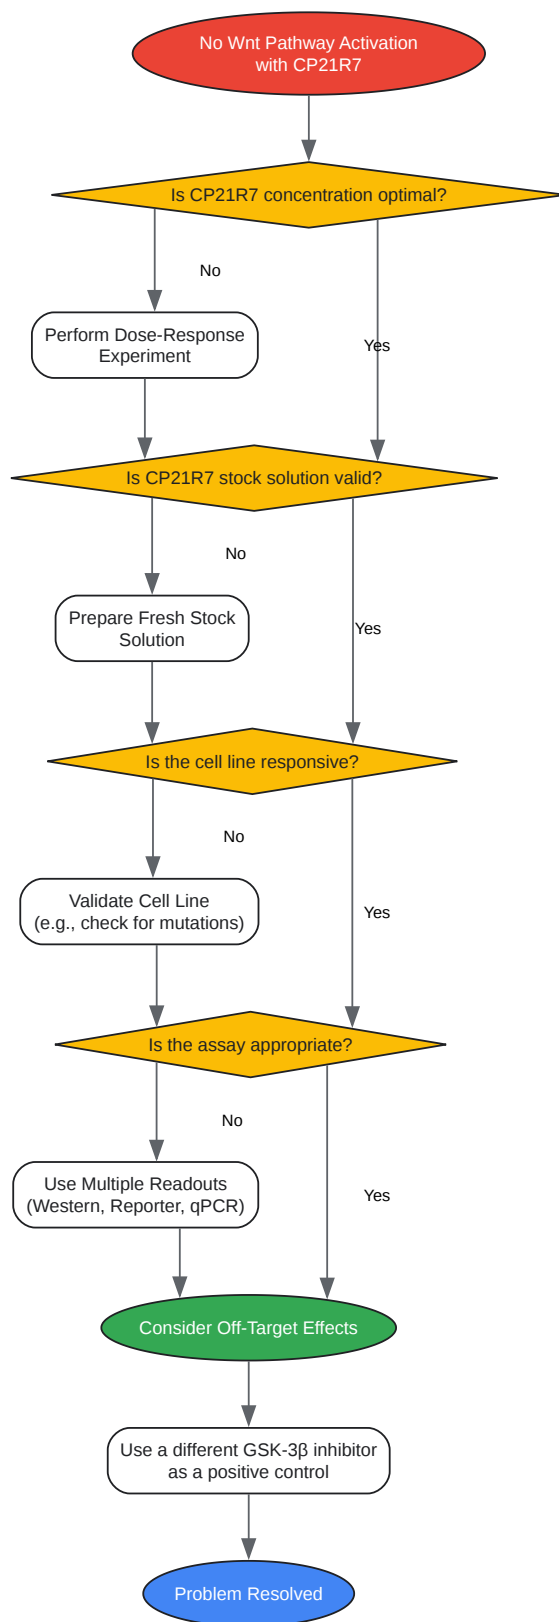 No Wnt Pathway Activation
with CP21R7
Is CP21R7 concentration optimal?
No
Perform Dose-Response
Experiment
Yes
Is CP21R7 stock solution valid?
No
Prepare Fresh Stock
Solution
Yes
Is the cell line responsive?
No
Validate Cell Line
(e.g., check for mutations)
Yes
Is the assay appropriate?
No
Use Multiple Readouts
(Western, Reporter, qPCR)
Yes
Consider Off-Target Effects
Use a different GSK-3β inhibitor
as a positive control
Problem Resolved